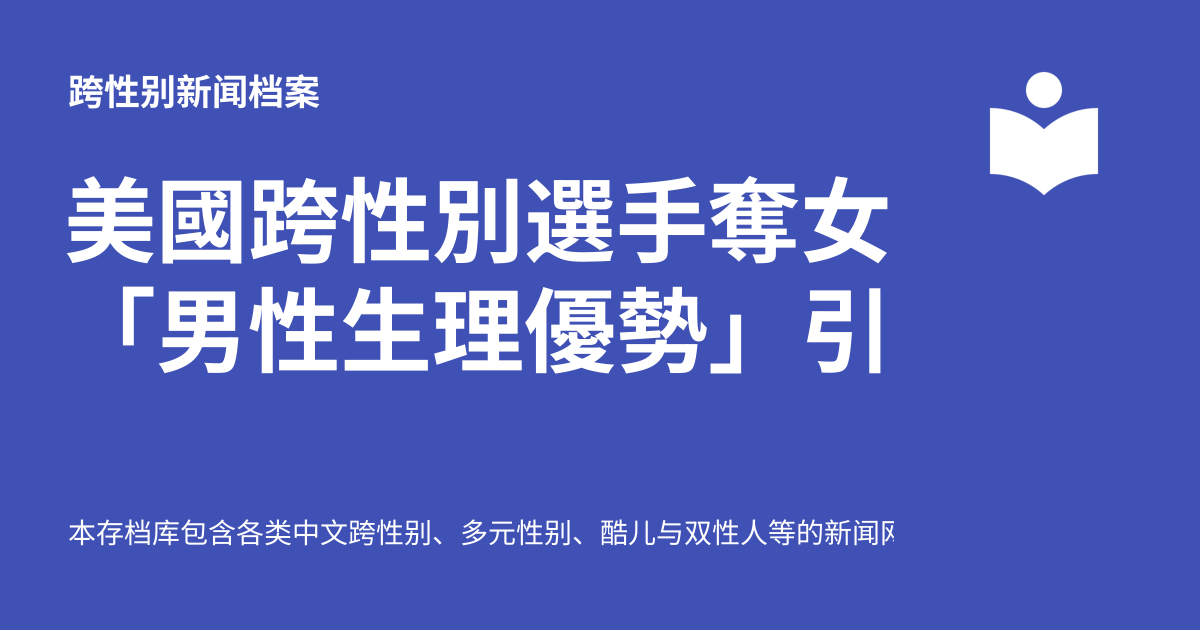 跨性别新闻档案
美國跨性別選手奪女
「男性生理優勢」引
本存档库包含各类中文跨性别、多元性别、酷儿与双性人等的新闻